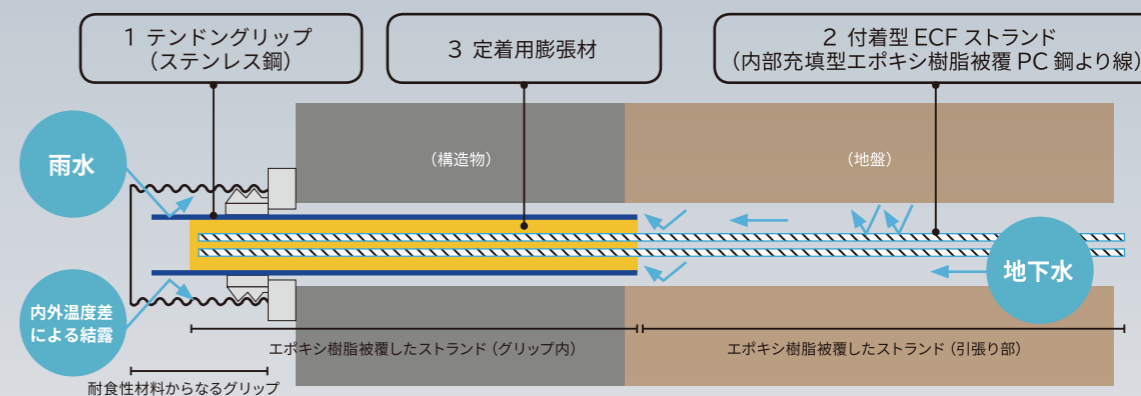 1 テンドングリップ
(ステンレス鋼)
3 定着用膨張材
2 付着型 ECF ストランド
(内部充填型エポキシ樹脂被覆 PC 鋼より線)
雨水
(構造物)
(地盤)
地下水
内外温度差
による結露
エポキシ樹脂被覆したストランド(グリップ内)
エポキシ樹脂被覆したストランド(引張り部)
耐食性材料からなるグリップ